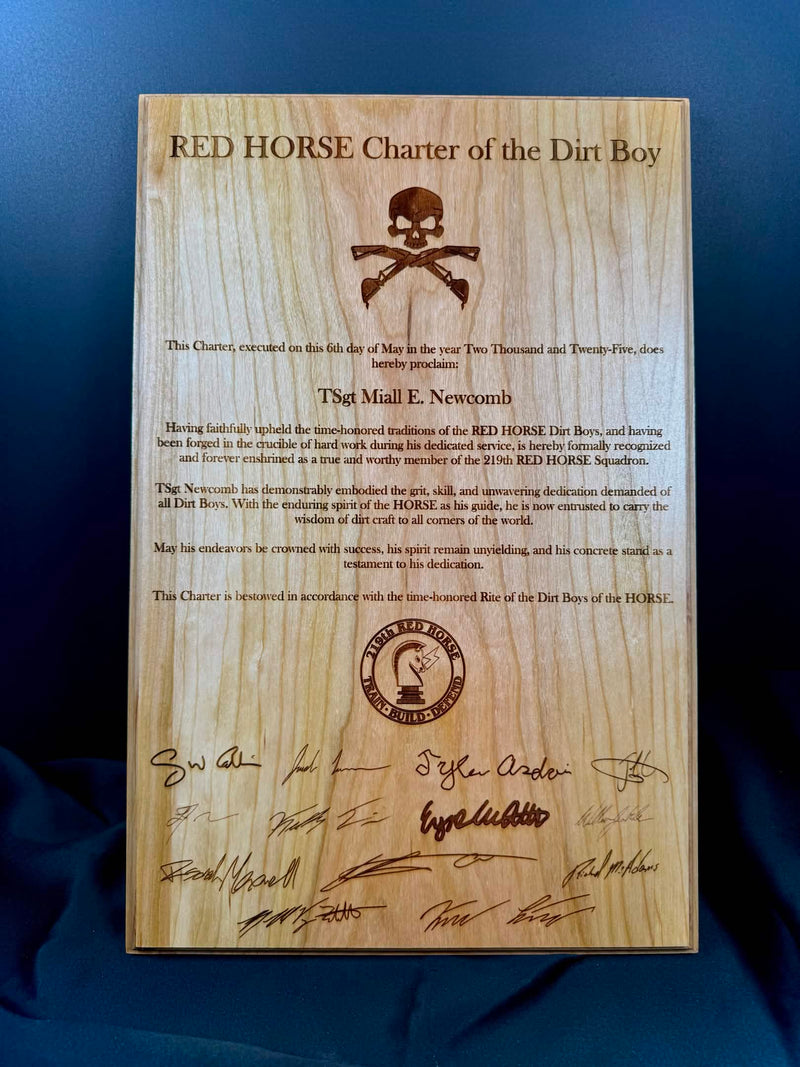 RED HORSE Charter of the Dirt Boy
This Charter, executed on this 6th day of May in the year Two Thousand and Twenty-Five, does
hereby proclaim:
TSgt Miall E. Newcomb
Having faithfully upheld the time-honored traditions of the RED HORSE Dirt Boys, and having
been forged in the crucible of hard work during his dedicated service, is hereby formally recognized
and forever enshrined as a true and worthy member of the 219th RED HORSE Squadron.
TSgt Newcomb has demonstrably embodied the grit, skill, and unwavering dedication demanded of
all Dirt Boys. With the enduring spirit of the HORSE as his guide, he is now entrusted to carry the
wisdom of dirt craft to all corners of the world.
May his endeavors be crowned with success, his spirit remain unyielding, and his concrete stand as a
testament to his dedication.
This Charter is bestowed in accordance with the time-honored Rite of the Dirt Boys of the HORSE.
219th RED HORSE
TRAIN · BUILD · DEFEND
Tyler
Maxwell McAdams